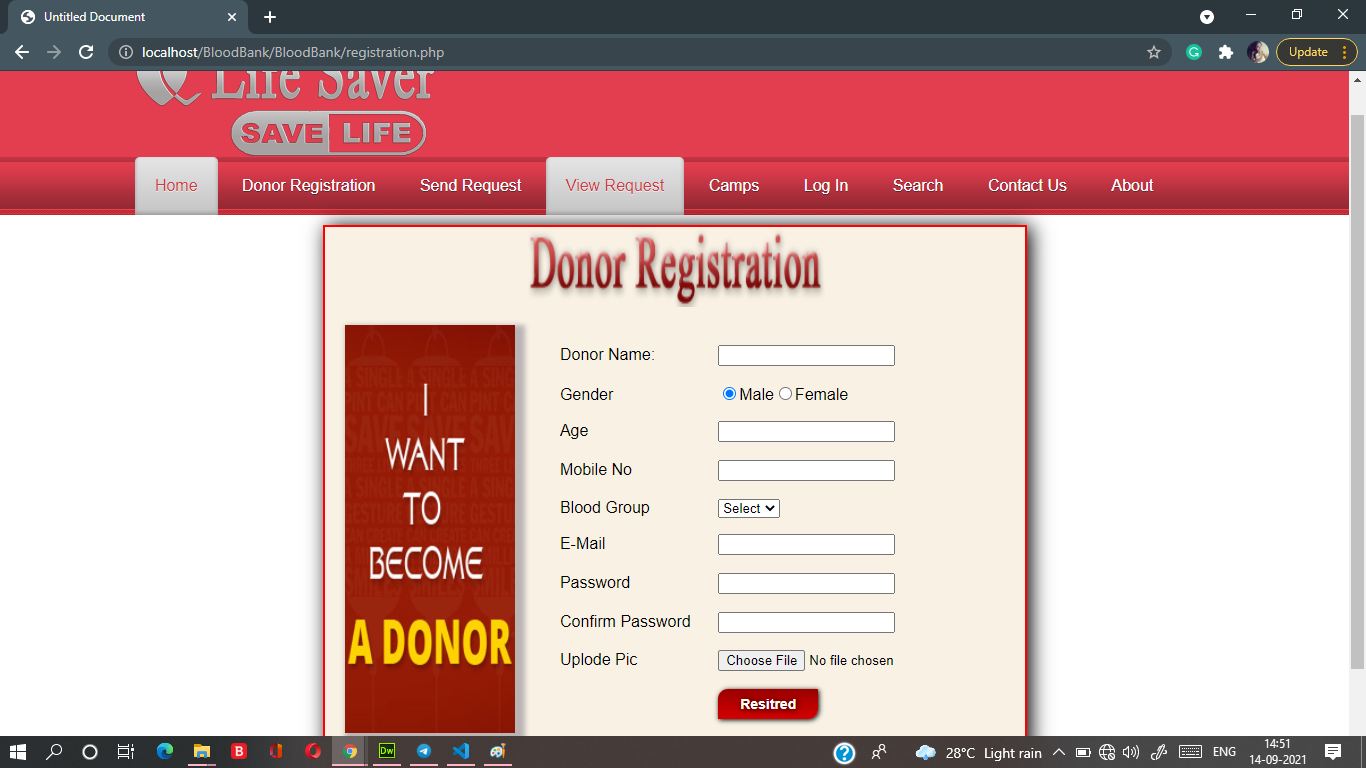 Untitled Document
localhost/BloodBank/BloodBank/registration.php
Update
Life Saver
SAVE LIFE
Home Donor Registration Send Request View Request Camps Log In Search Contact Us About
Donor Registration
I
WANT
TO
BECOME
A DONOR
Donor Name:
Gender Male Female
Age
Mobile No
Blood Group Select
E-Mail
Password
Confirm Password
Uplode Pic Choose File No file chosen
Resitred
B Dw ? 28°C Light rain ENG 14:51
14-09-2021